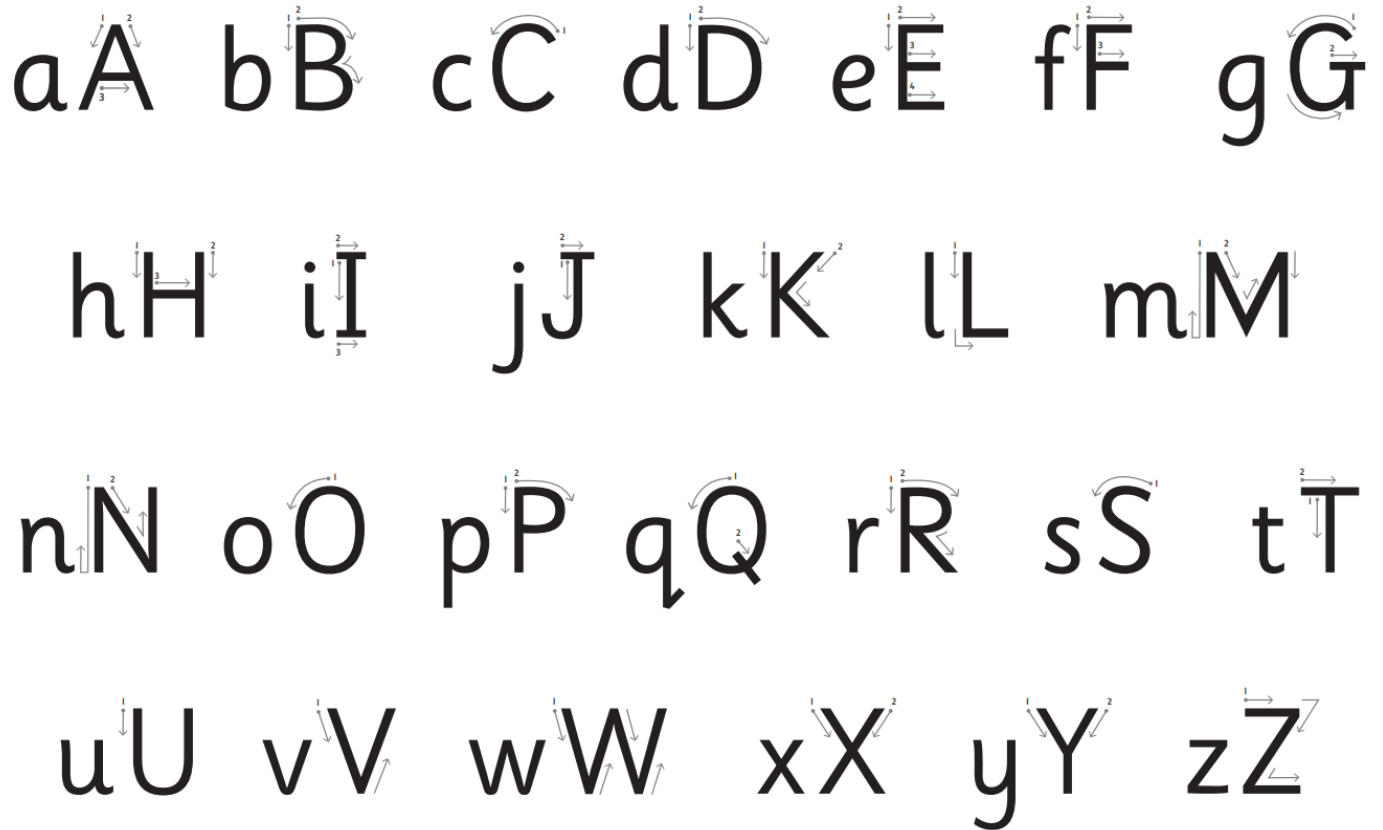 aA bB cC dD eE fF gG
hH iI jJ kK lL mM
nN oO pP qQ rR sS tT
uU vV wW xX yY zZ